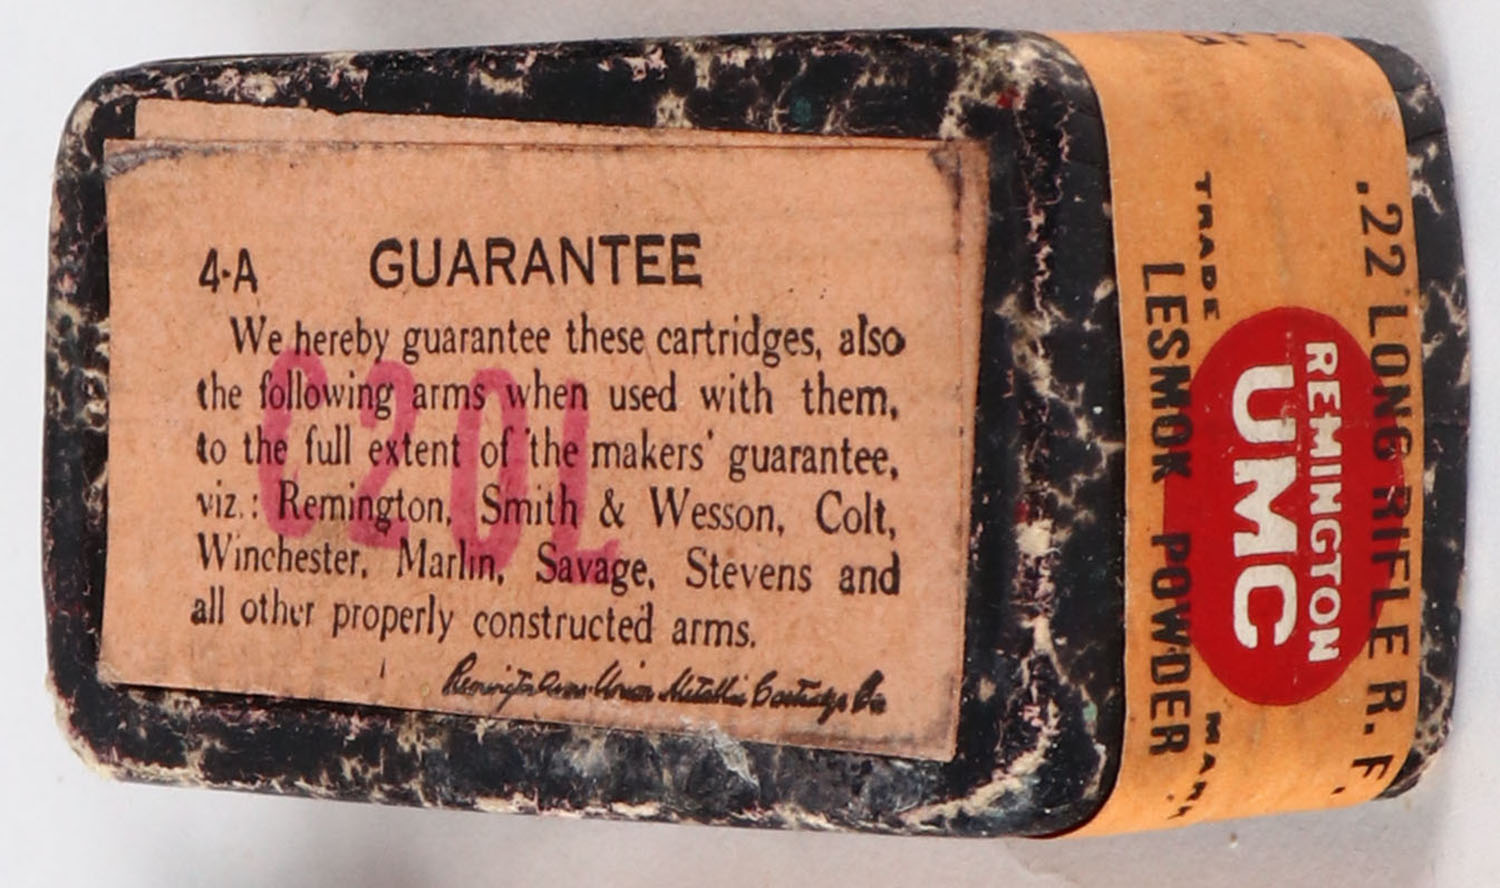 4-A GUARANTEE
We hereby guarantee these cartridges, also
the following arms when used with them,
to the full extent of the makers' guarantee,
viz.: Remington, Smith & Wesson, Colt,
Winchester, Marlin, Savage, Stevens and
all other properly constructed arms.
Remington Arms-Union Metallic Cartridge Co
C20L
.22 LONG RIFLE R. F.
REMINGTON
UMC
TRADE MARK
LESMOK POWDER